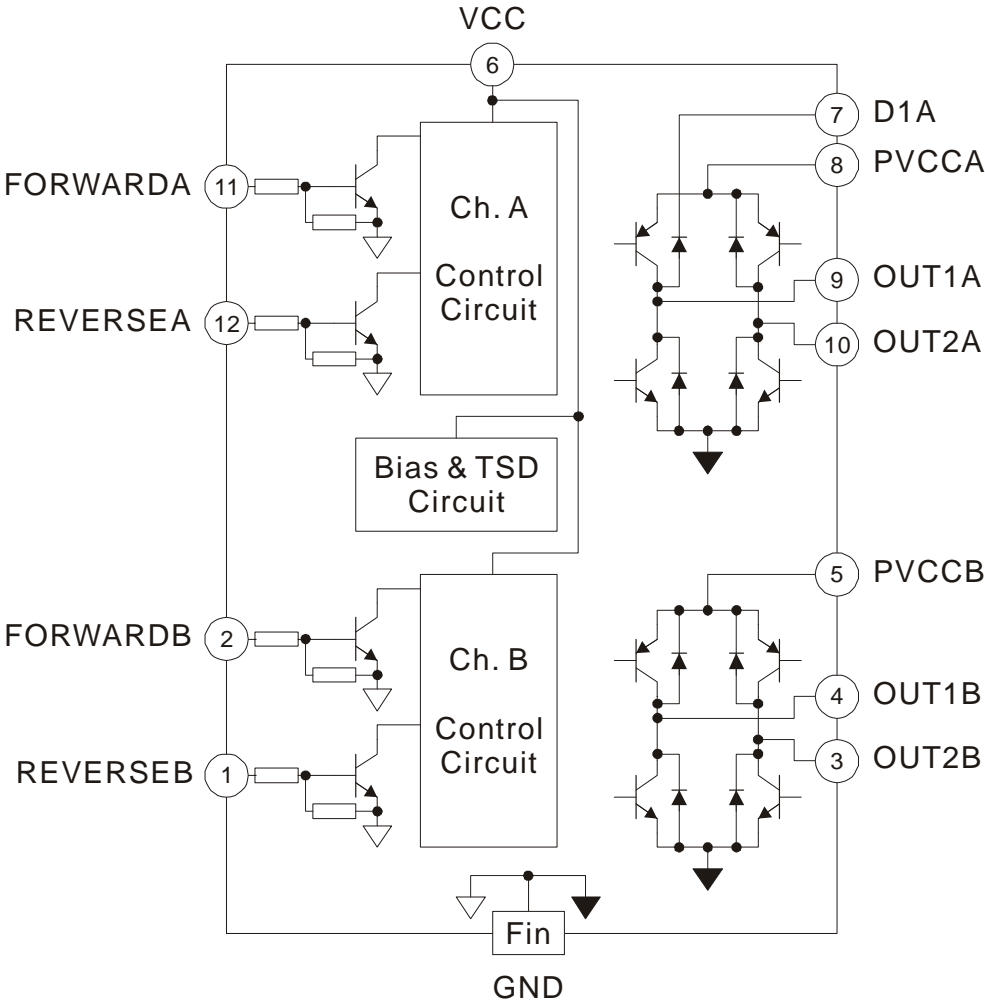 VCC
6
7 D1A
8 PVCCA
FORWARDA 11
Ch. A
Control
Circuit
9 OUT1A
REVERSEA 12
10 OUT2A
Bias & TSD
Circuit
5 PVCCB
FORWARDB 2
Ch. B
Control
Circuit
4 OUT1B
3 OUT2B
REVERSEB 1
Fin
GND